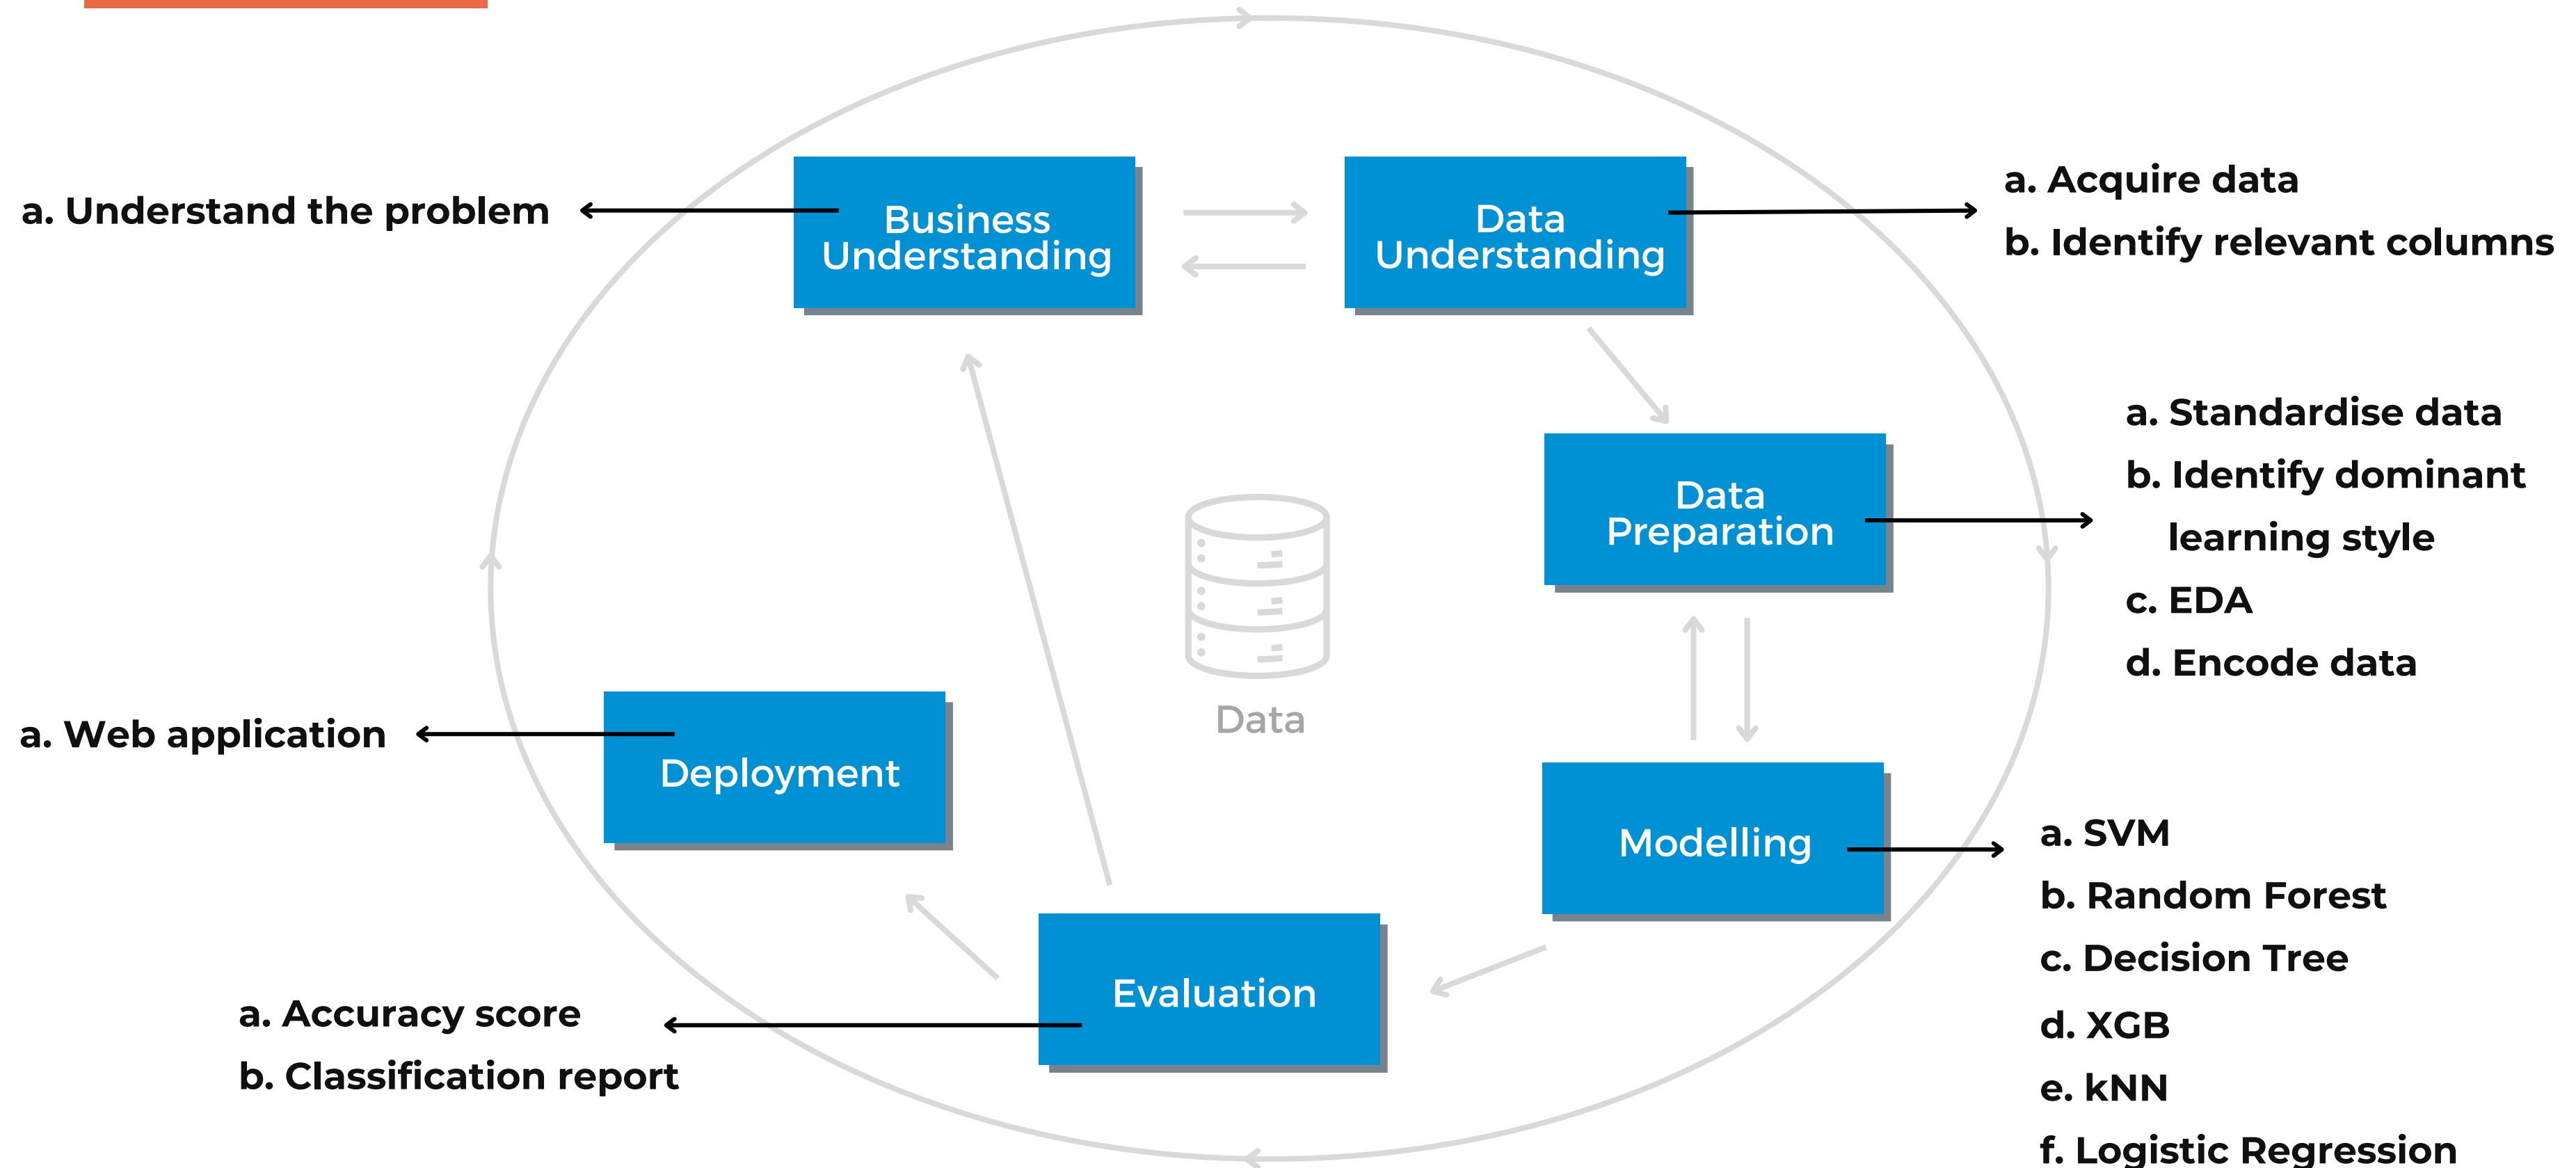 a. Understand the problem
Business
Understanding
Data
Understanding
a. Acquire data
b. Identify relevant columns
Data
Preparation
a. Standardise data
b. Identify dominant
learning style
c. EDA
d. Encode data
Data
a. Web application
Deployment
Modelling
a. SVM
b. Random Forest
c. Decision Tree
d. XGB
e. kNN
f. Logistic Regression
Evaluation
a. Accuracy score
b. Classification report